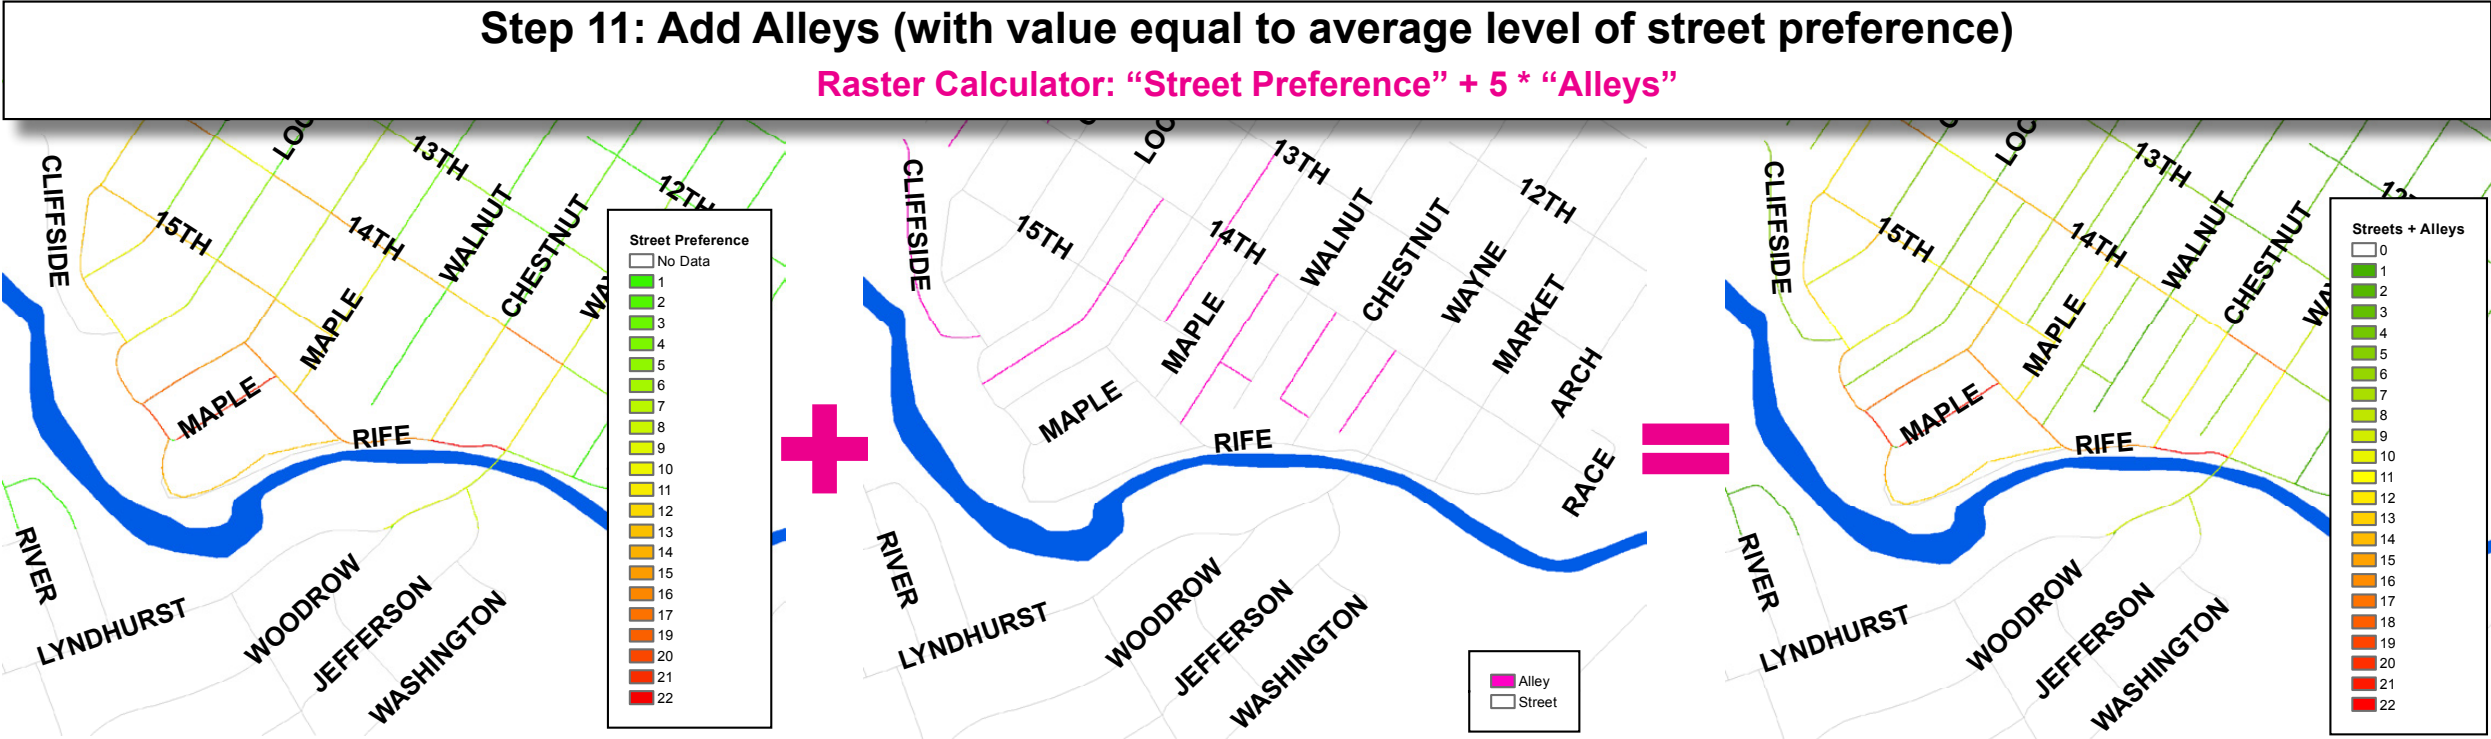 Step 11: Add Alleys (with value equal to average level of street preference)
Raster Calculator: “Street Preference” + 5 * “Alleys”
CLIFFSIDE
15TH
LOC
14TH
13TH
12TH
MAPLE
WALNUT
CHESTNUT
WA
MAPLE
RIFE
RIVER
LYNDHURST
WOODROW
JEFFERSON
WASHINGTON
Street Preference
No Data
1
2
3
4
5
6
7
8
9
10
11
12
13
14
15
16
17
19
20
21
22
+
CLIFFSIDE
15TH
LOC
14TH
13TH
12TH
MAPLE
WALNUT
CHESTNUT
WAYNE
MARKET
ARCH
RACE
MAPLE
RIFE
RIVER
LYNDHURST
WOODROW
JEFFERSON
WASHINGTON
Alley
Street
=
CLIFFSIDE
15TH
LOC
14TH
13TH
12
MAPLE
WALNUT
CHESTNUT
WA
MAPLE
RIFE
RIVER
LYNDHURST
WOODROW
JEFFERSON
WASHINGTON
Streets + Alleys
0
1
2
3
4
5
6
7
8
9
10
11
12
13
14
15
16
17
18
19
20
21
22